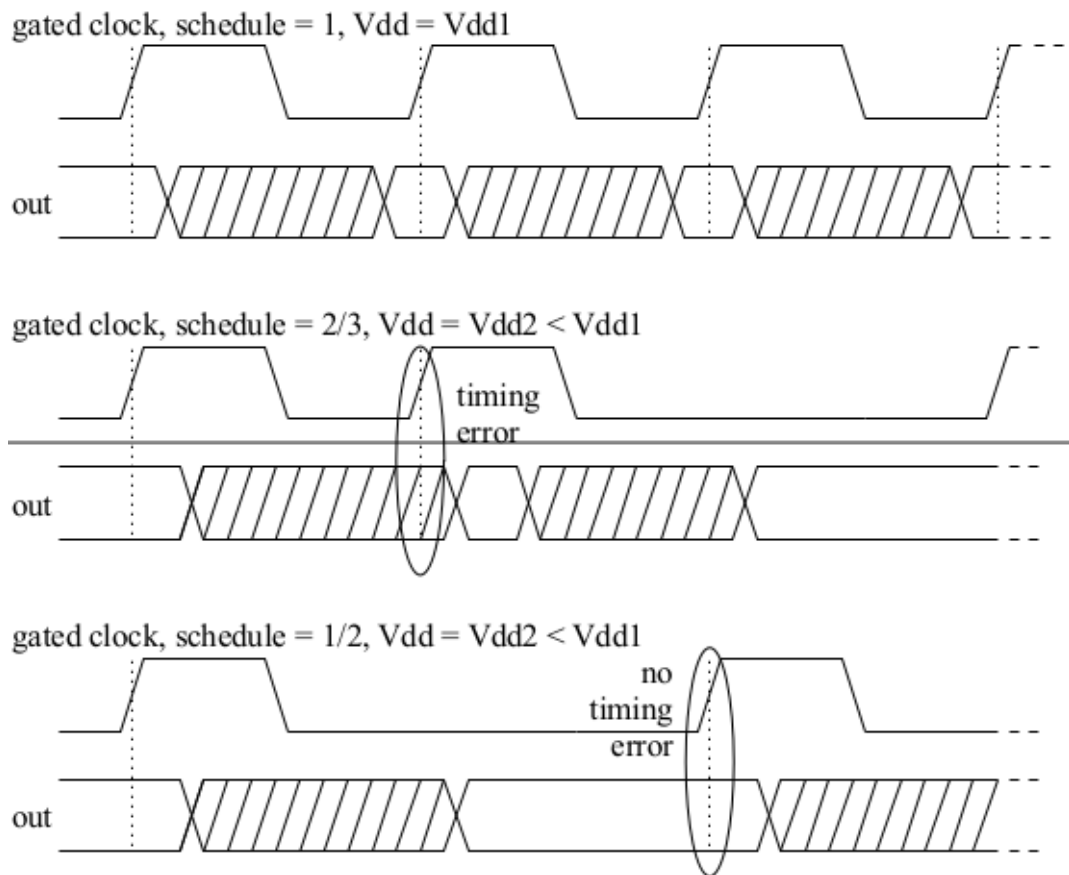 gated clock, schedule = 1, Vdd = Vdd1
out
gated clock, schedule = 2/3, Vdd = Vdd2 < Vdd1
timing
error
out
gated clock, schedule = 1/2, Vdd = Vdd2 < Vdd1
no
timing
error
out